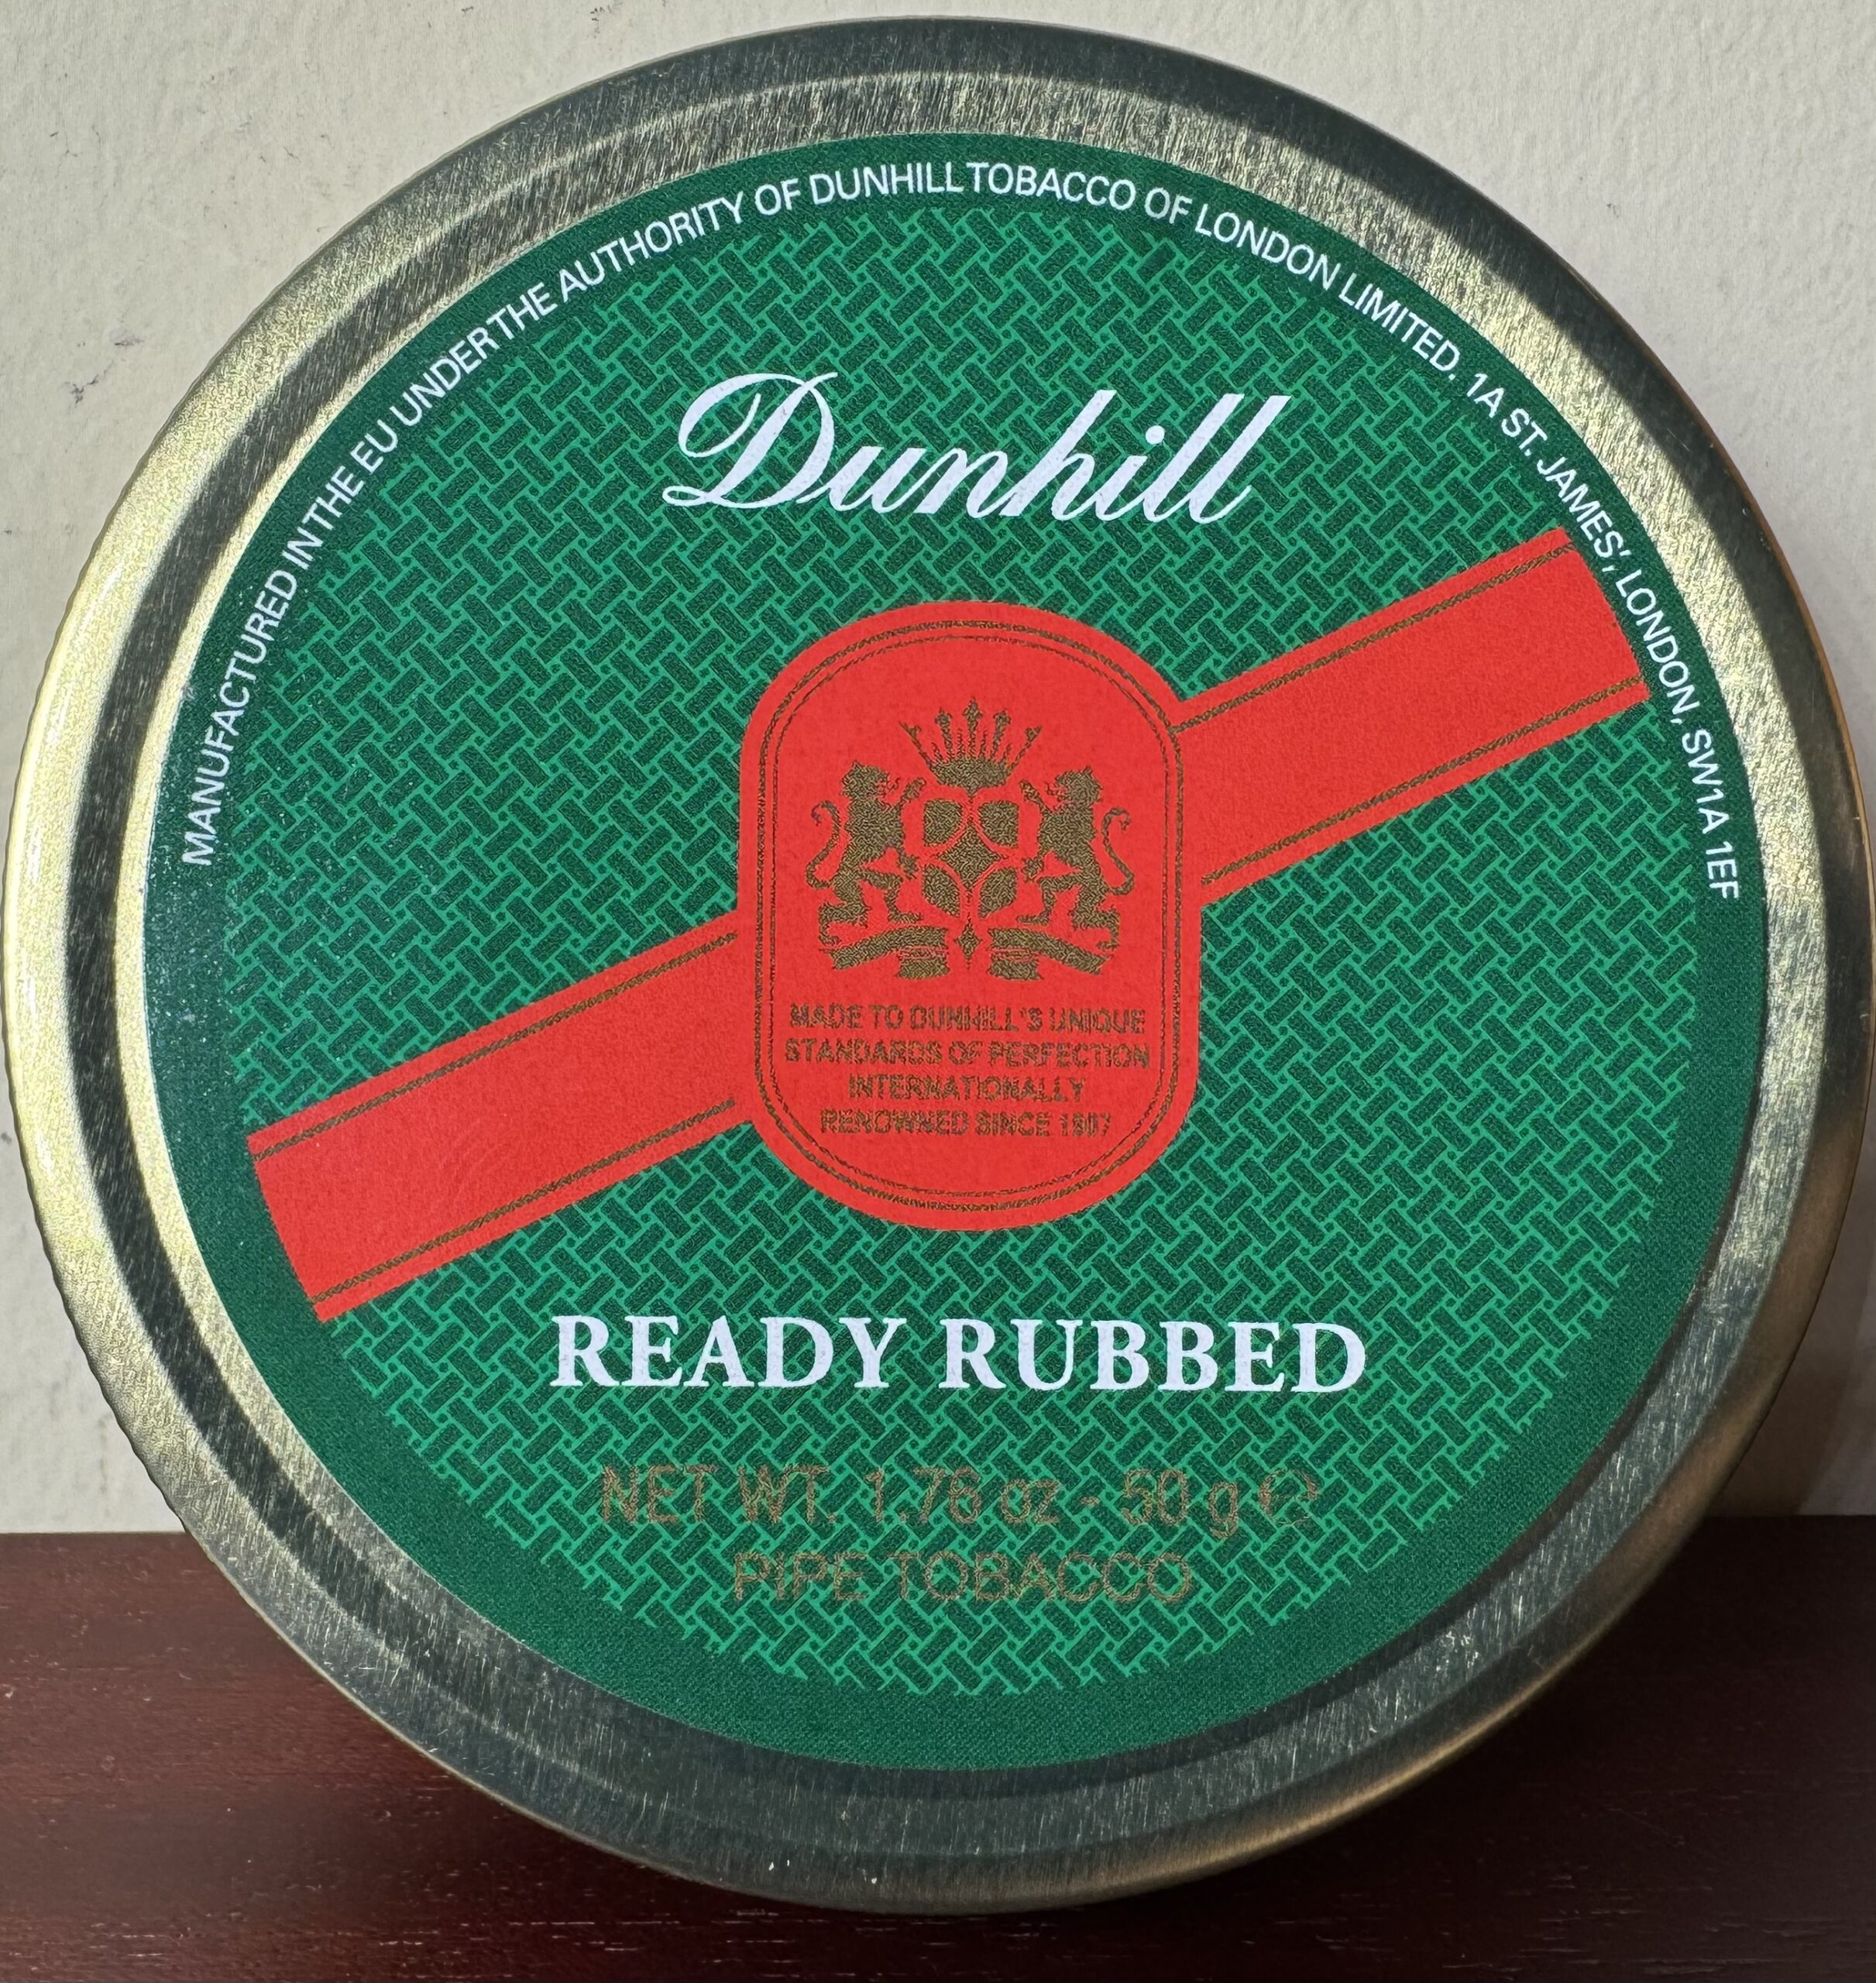 MANUFACTURED IN THE EU UNDER THE AUTHORITY OF DUNHILL TOBACCO OF LONDON LIMITED. 1A ST. JAMES', LONDON, SW1A 1EF
Dunhill
MADE TO DUNHILL'S UNIQUE
STANDARDS OF PERFECTION
INTERNATIONALLY
RENOWNED SINCE 1907
READY RUBBED
NET WT. 1.76 oz - 50 g ℮
PIPE TOBACCO